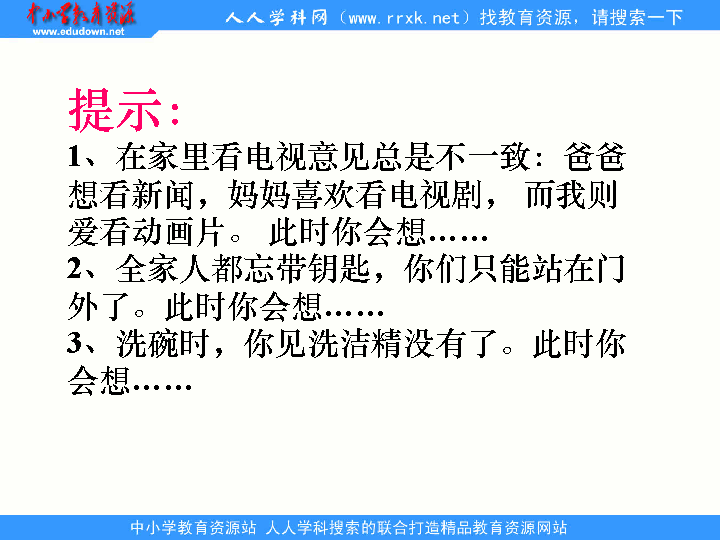 中小学教育资源
www.edudown.net
人人学科网（www.rrxk.net）找教育资源，请搜索一下
提示：
1、在家里看电视意见总是不一致：爸爸
想看新闻，妈妈喜欢看电视剧， 而我则
爱看动画片。 此时你会想……
2、全家人都忘带钥匙，你们只能站在门
外了。此时你会想……
3、洗碗时，你见洗洁精没有了。此时你
会想……
中小学教育资源站 人人学科搜索的联合打造精品教育资源网站